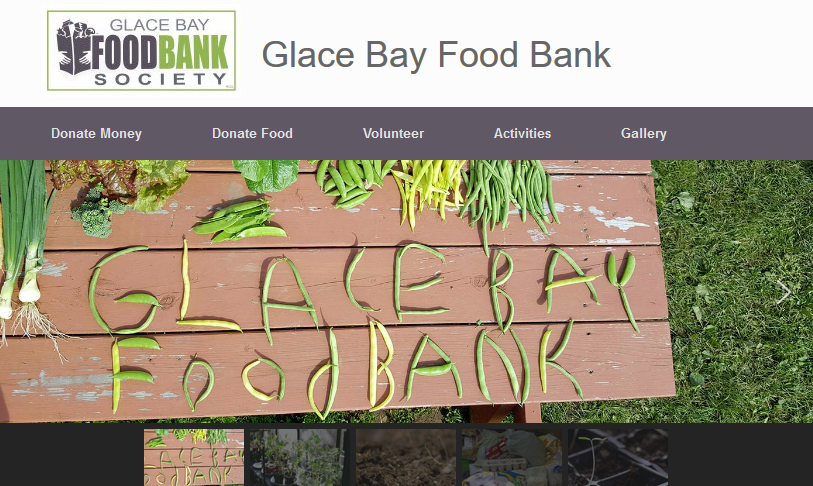 GLACE BAY
FOODBANK
SOCIETY
Glace Bay Food Bank
Donate Money Donate Food Volunteer Activities Gallery
GLACE BAY
FoodBANK